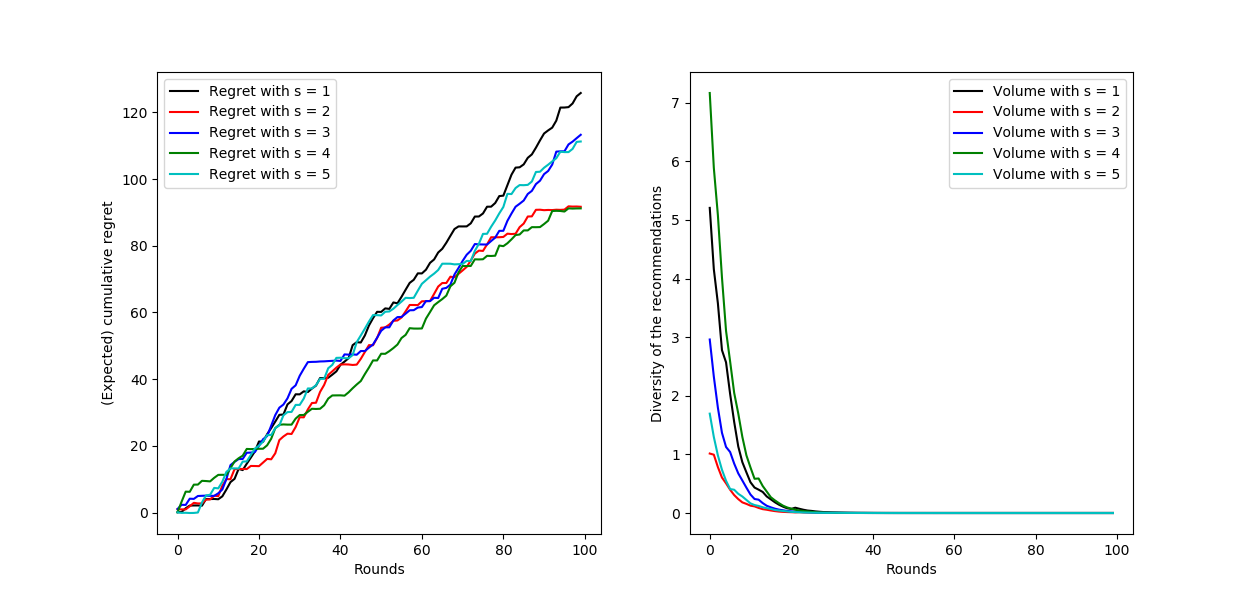 Regret with s = 1
Regret with s = 2
Regret with s = 3
Regret with s = 4
Regret with s = 5
120
100
80
60
40
20
0
(Expected) cumulative regret
0 20 40 60 80 100
Rounds
Volume with s = 1
Volume with s = 2
Volume with s = 3
Volume with s = 4
Volume with s = 5
7
6
5
4
3
2
1
0
Diversity of the recommendations
0 20 40 60 80 100
Rounds